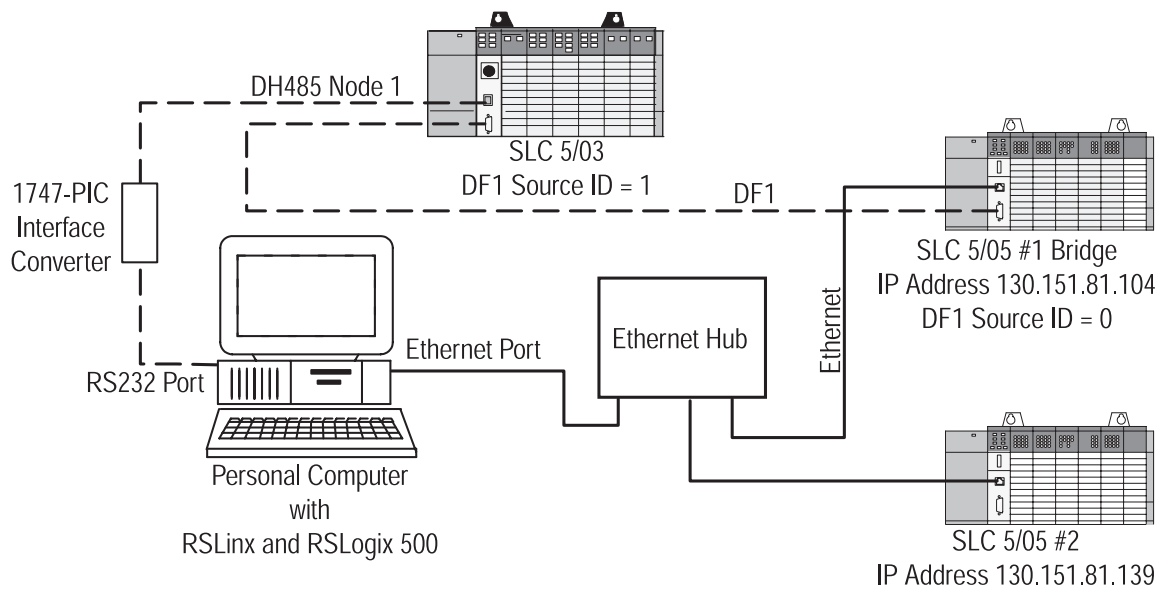 DH485 Node 1
SLC 5/03
DF1 Source ID = 1
DF1
1747-PIC
Interface
Converter
SLC 5/05 #1 Bridge
IP Address 130.151.81.104
DF1 Source ID = 0
Ethernet
Ethernet Hub
Ethernet Port
RS232 Port
Personal Computer
with
RSLinx and RSLogix 500
SLC 5/05 #2
IP Address 130.151.81.139